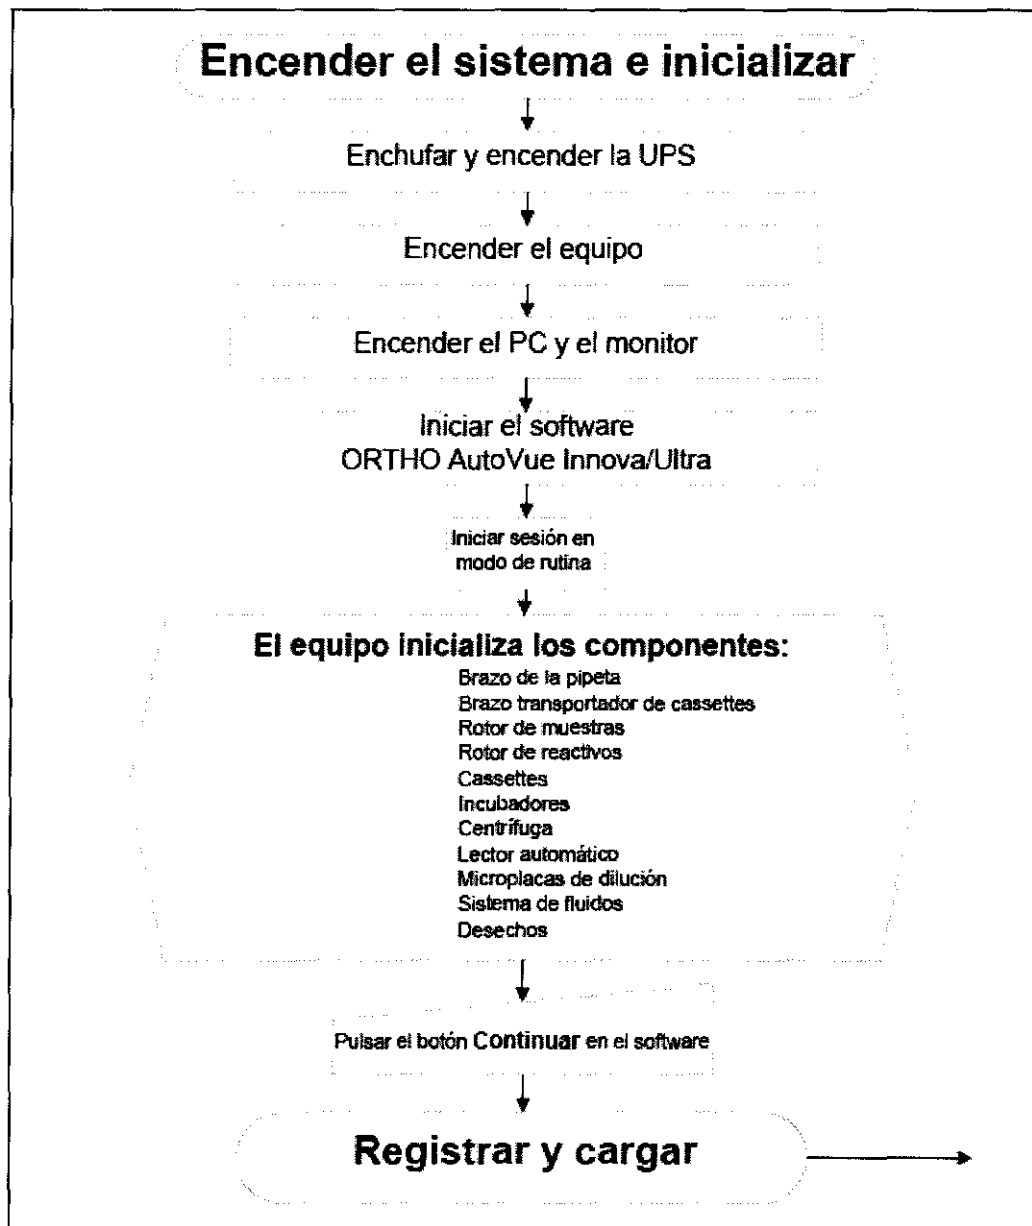 Encender el sistema e inicializar
Enchufar y encender la UPS
Encender el equipo
Encender el PC y el monitor
Iniciar el software
ORTHO AutoVue Innova/Ultra
Iniciar sesión en
modo de rutina
El equipo inicializa los componentes:
Brazo de la pipeta
Brazo transportador de cassettes
Rotor de muestras
Rotor de reactivos
Cassettes
Incubadores
Centrífuga
Lector automático
Microplacas de dilución
Sistema de fluidos
Desechos
Pulsar el botón Continuar en el software
Registrar y cargar